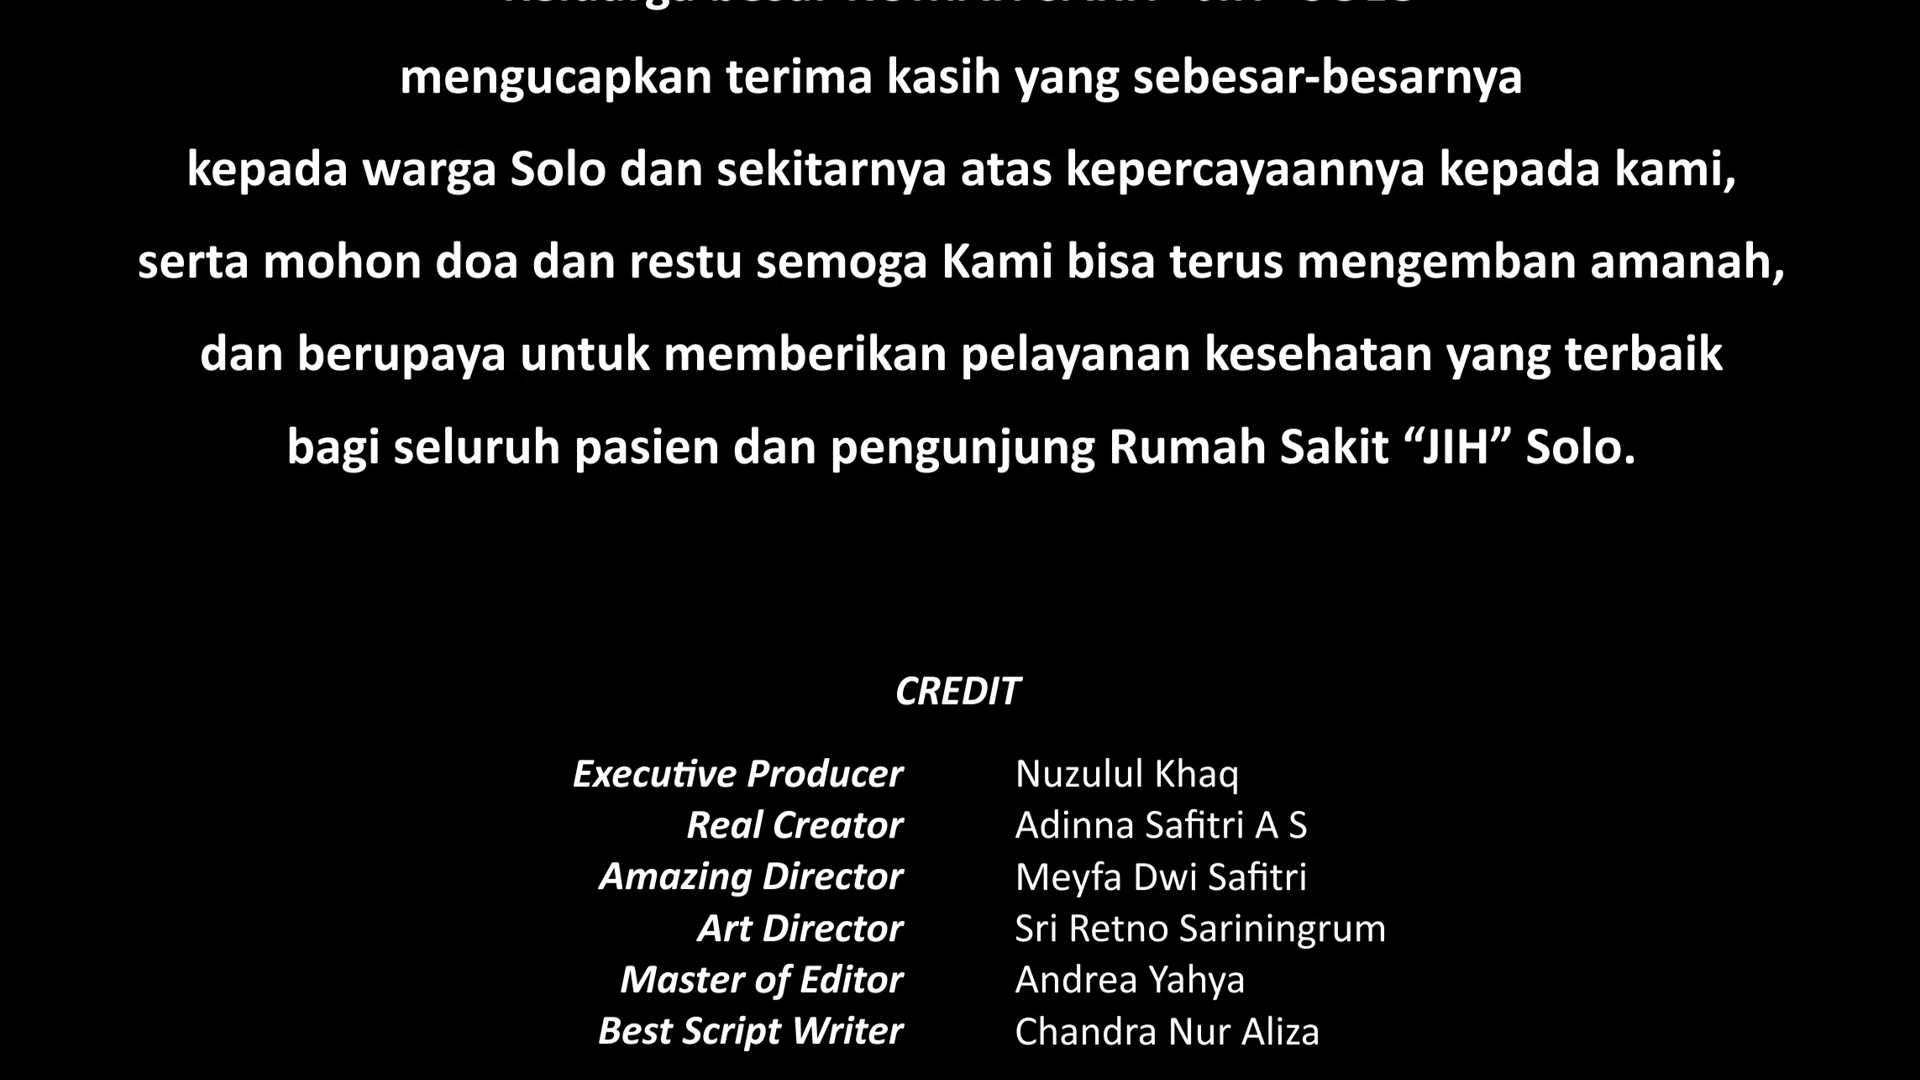 mengucapkan terima kasih yang sebesar-besarnya
kepada warga Solo dan sekitarnya atas kepercayaannya kepada kami,
serta mohon doa dan restu semoga Kami bisa terus mengemban amanah,
dan berupaya untuk memberikan pelayanan kesehatan yang terbaik
bagi seluruh pasien dan pengunjung Rumah Sakit “JIH” Solo.
CREDIT
Executive Producer Nuzulul Khaq
Real Creator Adinna Safitri A S
Amazing Director Meyfa Dwi Safitri
Art Director Sri Retno Sariningrum
Master of Editor Andrea Yahya
Best Script Writer Chandra Nur Aliza